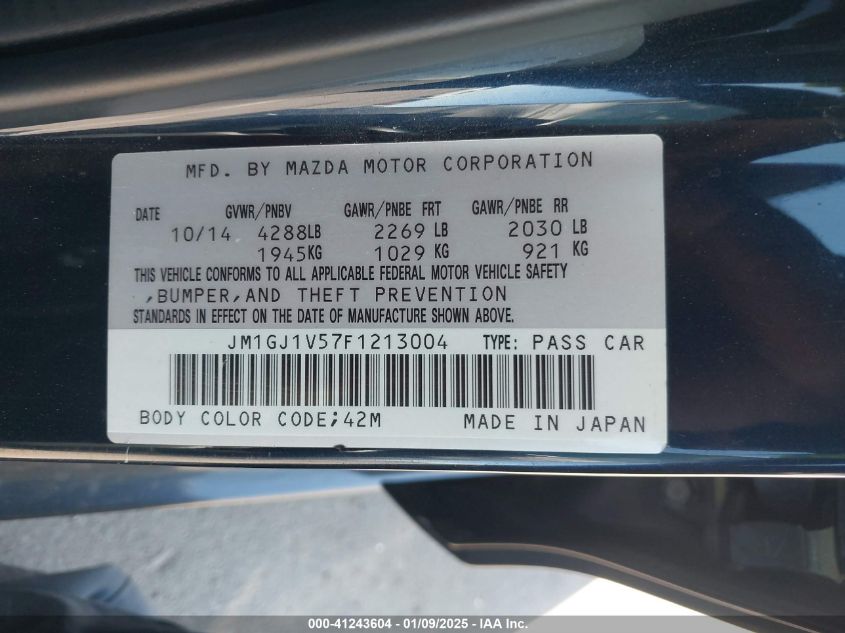 MFD. BY MAZDA MOTOR CORPORATION
DATE GVWR/PNBV GAWR/PNBE FRT GAWR/PNBE RR
10/14 4288LB 2269 LB 2030 LB
1945KG 1029 KG 921 KG
THIS VEHICLE CONFORMS TO ALL APPLICABLE FEDERAL MOTOR VEHICLE SAFETY
,BUMPER,AND THEFT PREVENTION
STANDARDS IN EFFECT ON THE DATE OF MANUFACTURE SHOWN ABOVE.
JM1GJ1V57F1213004 TYPE: PASS CAR
BODY COLOR CODE;42M MADE IN JAPAN
000-41243604 - 01/09/2025 - IAA Inc.